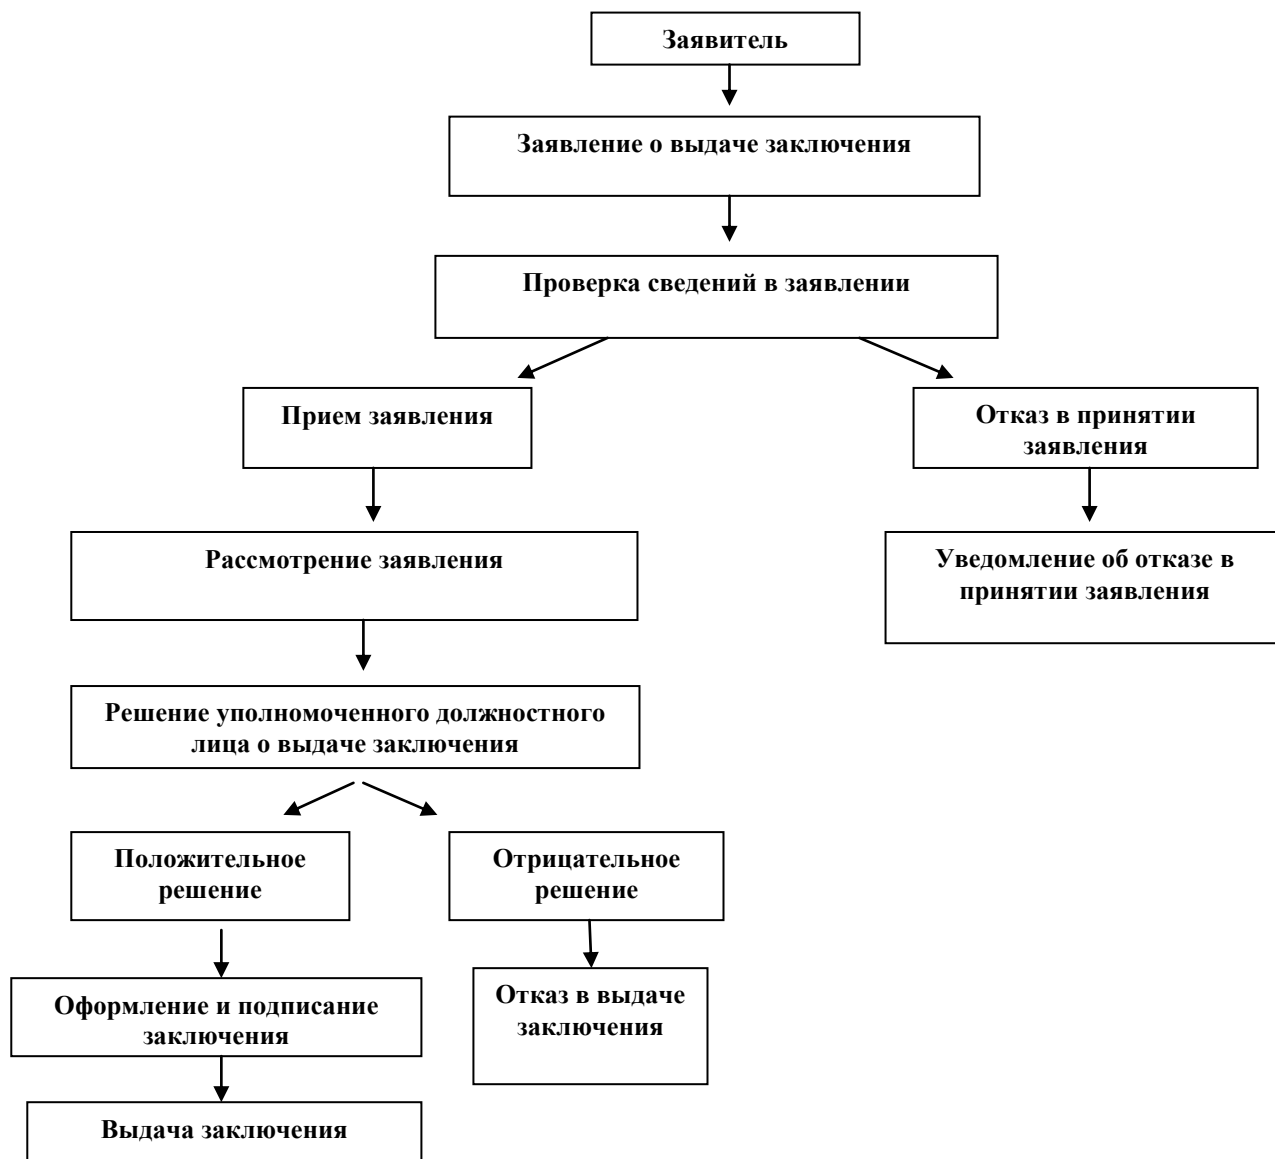 Заявитель
Заявление о выдаче заключения
Проверка сведений в заявлении
Прием заявления
Отказ в принятии
заявления
Рассмотрение заявления
Уведомление об отказе в
принятии заявления
Решение уполномоченного должностного
лица о выдаче заключения
Положительное
решение
Отрицательное
решение
Оформление и подписание
заключения
Отказ в выдаче
заключения
Выдача заключения